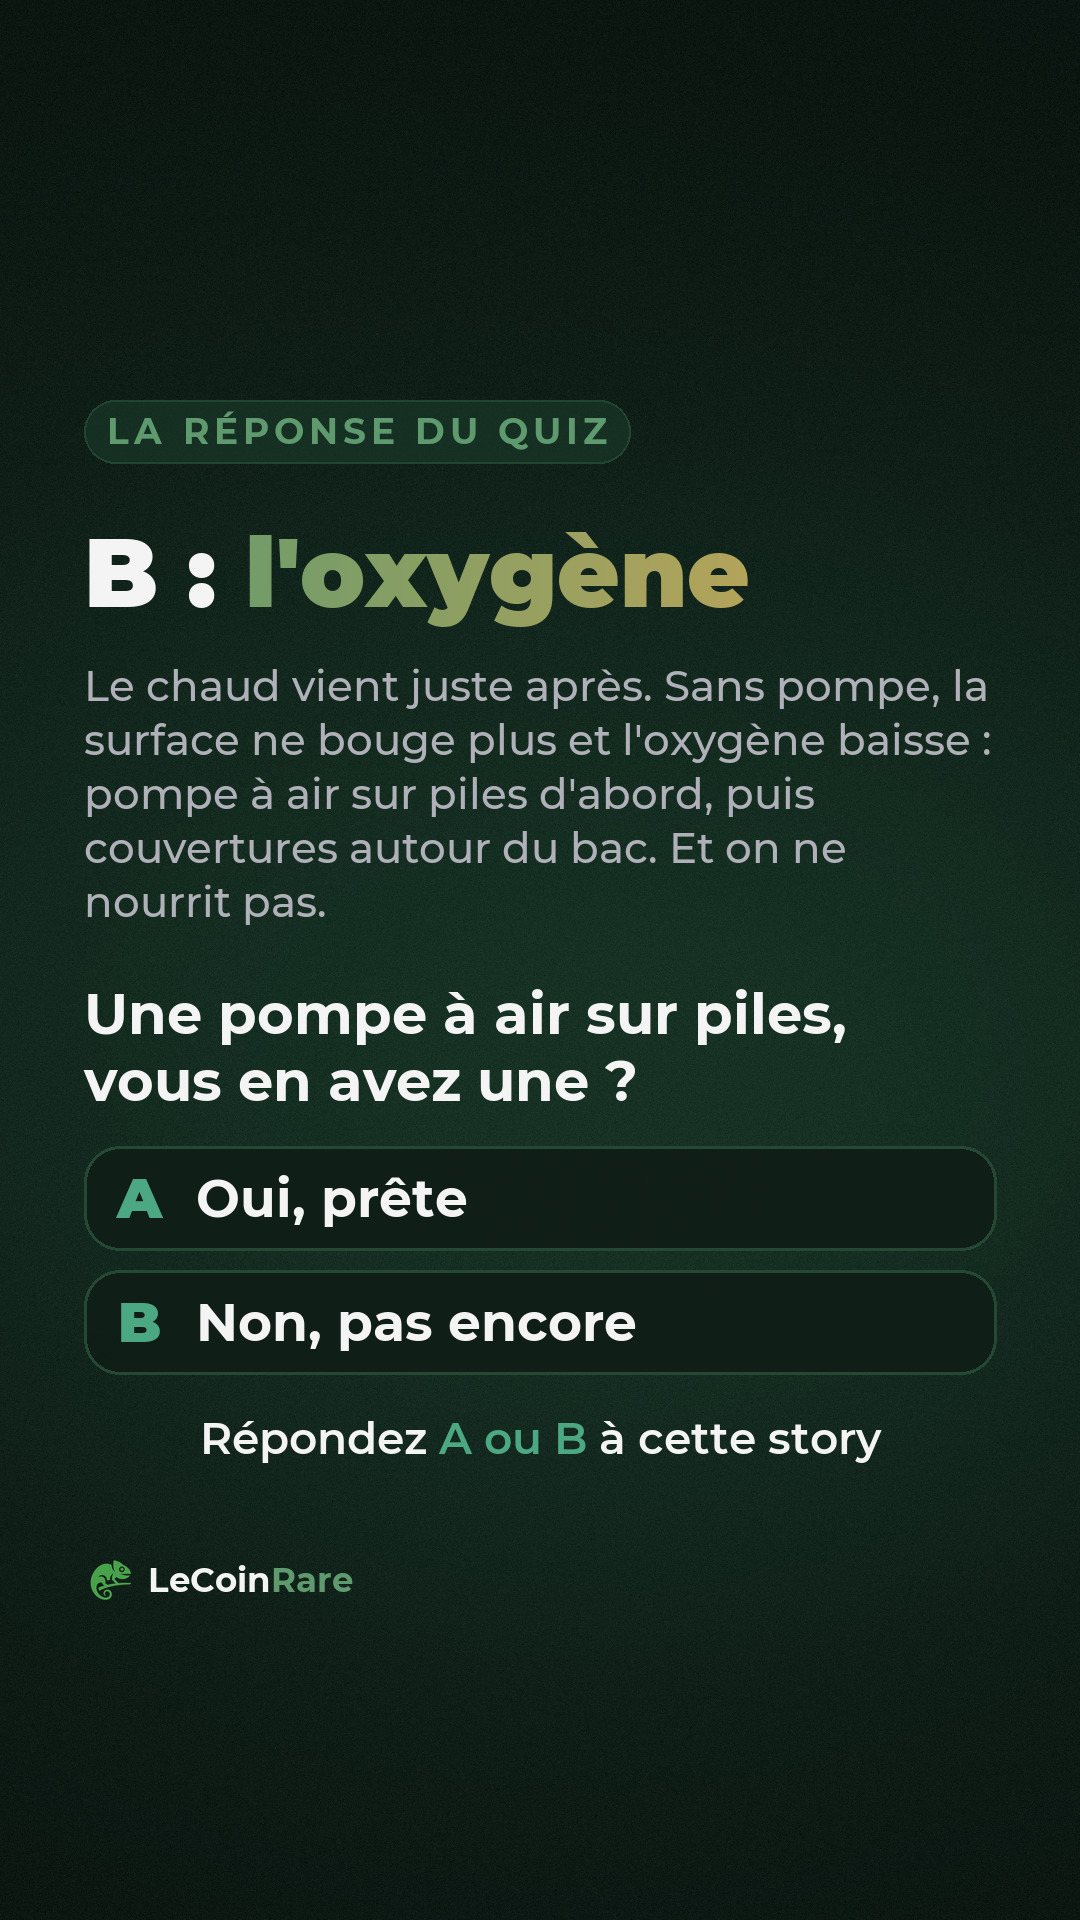 LA RÉPONSE DU QUIZ
B : l'oxygène
Le chaud vient juste après. Sans pompe, la
surface ne bouge plus et l'oxygène baisse :
pompe à air sur piles d'abord, puis
couvertures autour du bac. Et on ne
nourrit pas.
Une pompe à air sur piles,
vous en avez une ?
A Oui, prête
B Non, pas encore
Répondez A ou B à cette story
LeCoinRare